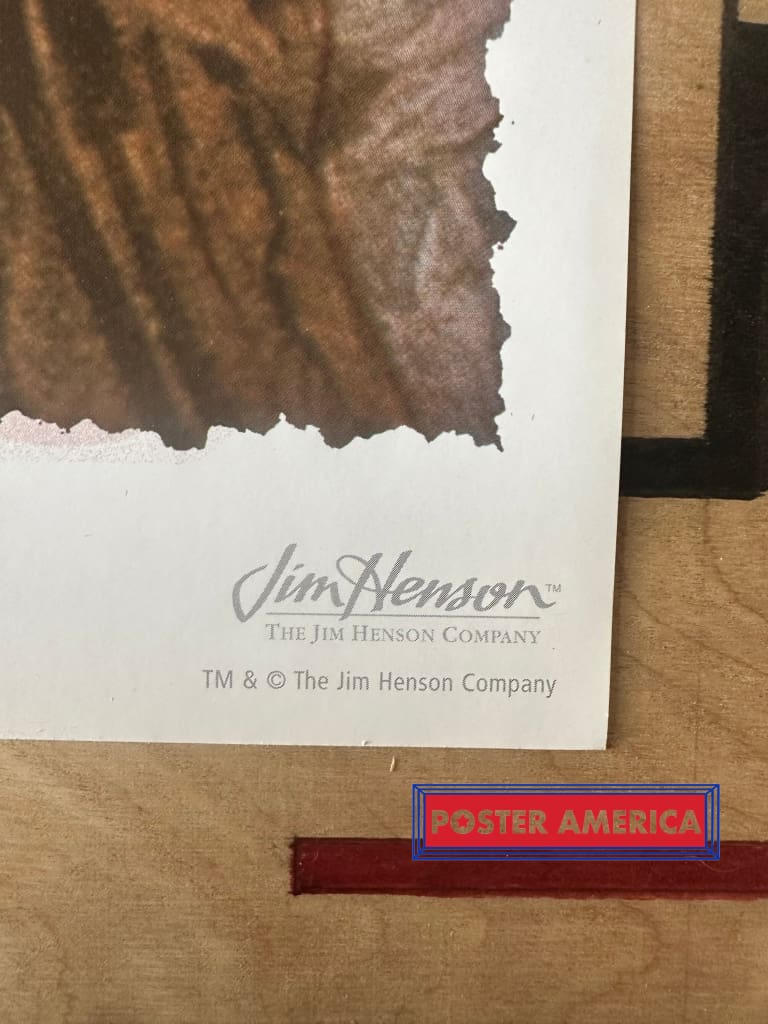 Jim Henson™
THE JIM HENSON COMPANY
TM & © The Jim Henson Company
POSTER AMERICA